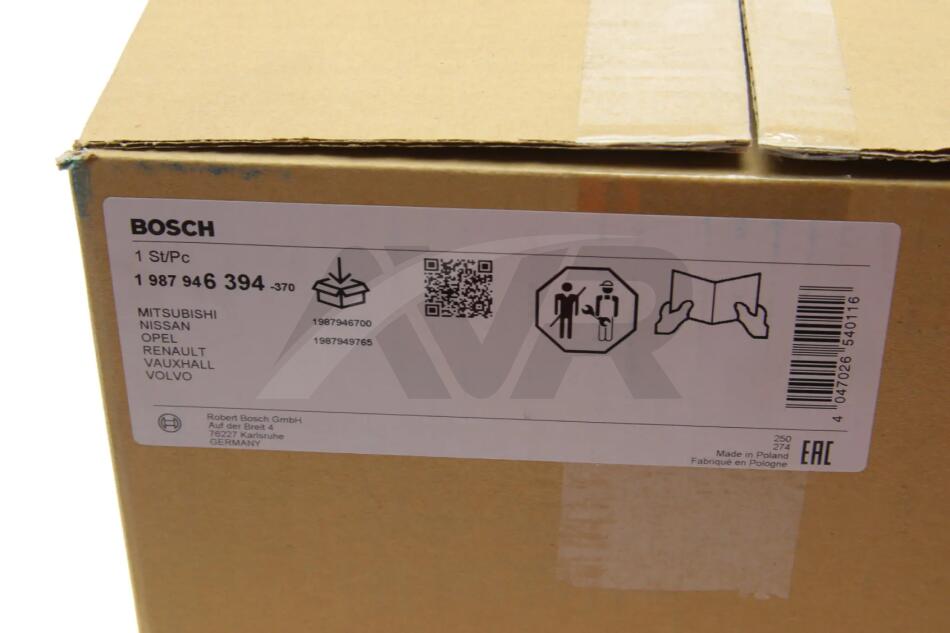 BOSCH
1 St/Pc
1 987 946 394 -370
MITSUBISHI
NISSAN
OPEL
RENAULT
VAUXHALL
VOLVO
1987946700
1987949765
4 047026 540116
Robert Bosch GmbH
Auf der Breit 4
76227 Karlsruhe
GERMANY
250
274
Made in Poland
Fabriqué en Pologne
EAC
AVR